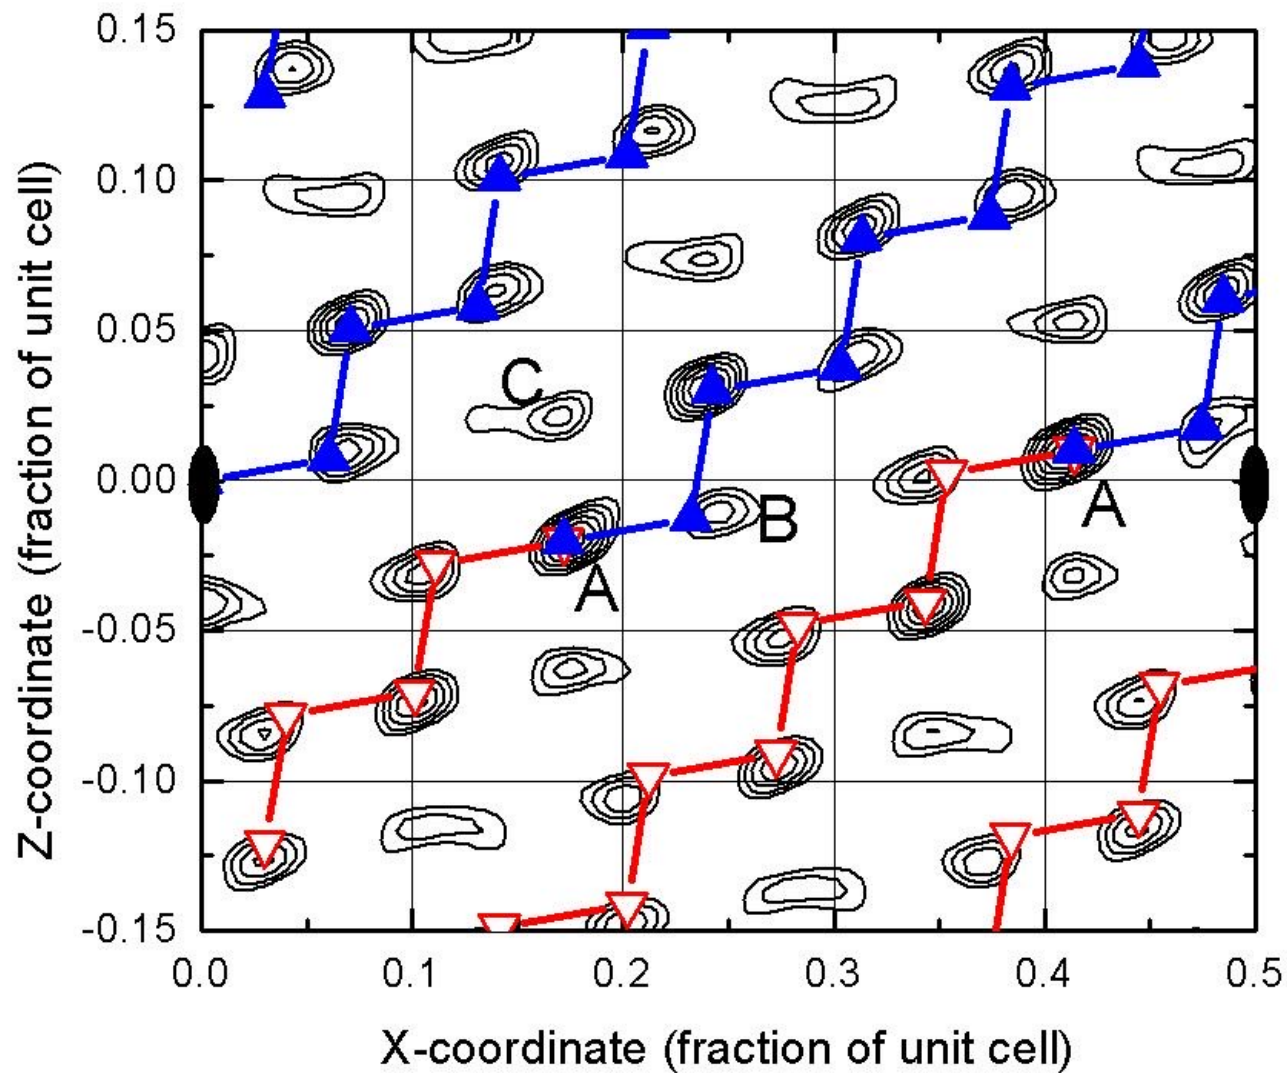 0.15
0.10
0.05
0.00
-0.05
-0.10
-0.15
Z-coordinate (fraction of unit cell)
C
B
A
A
0.0 0.1 0.2 0.3 0.4 0.5
X-coordinate (fraction of unit cell)